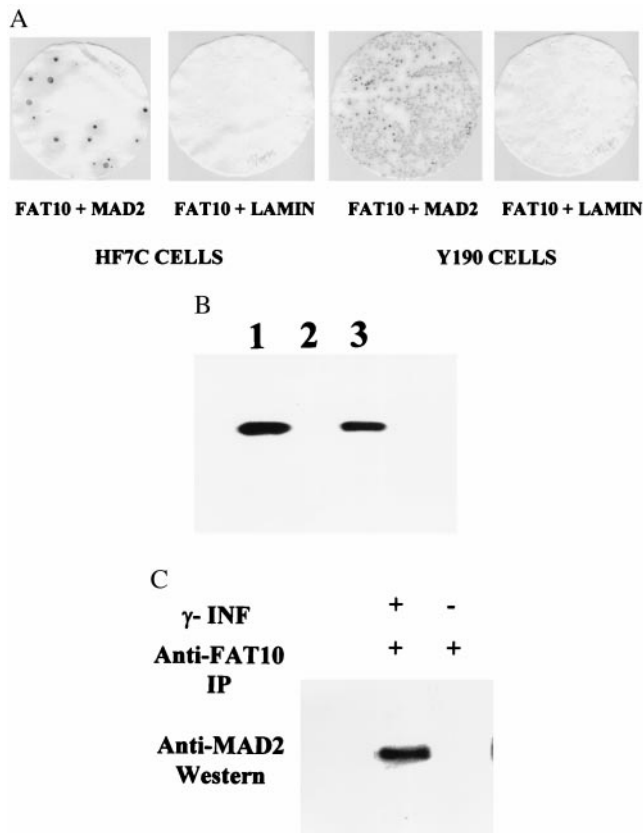 A
FAT10 + MAD2 FAT10 + LAMIN FAT10 + MAD2 FAT10 + LAMIN
HF7C CELLS Y190 CELLS
B
1 2 3
C
γ- INF + -
Anti-FAT10 + +
IP
Anti-MAD2
Western